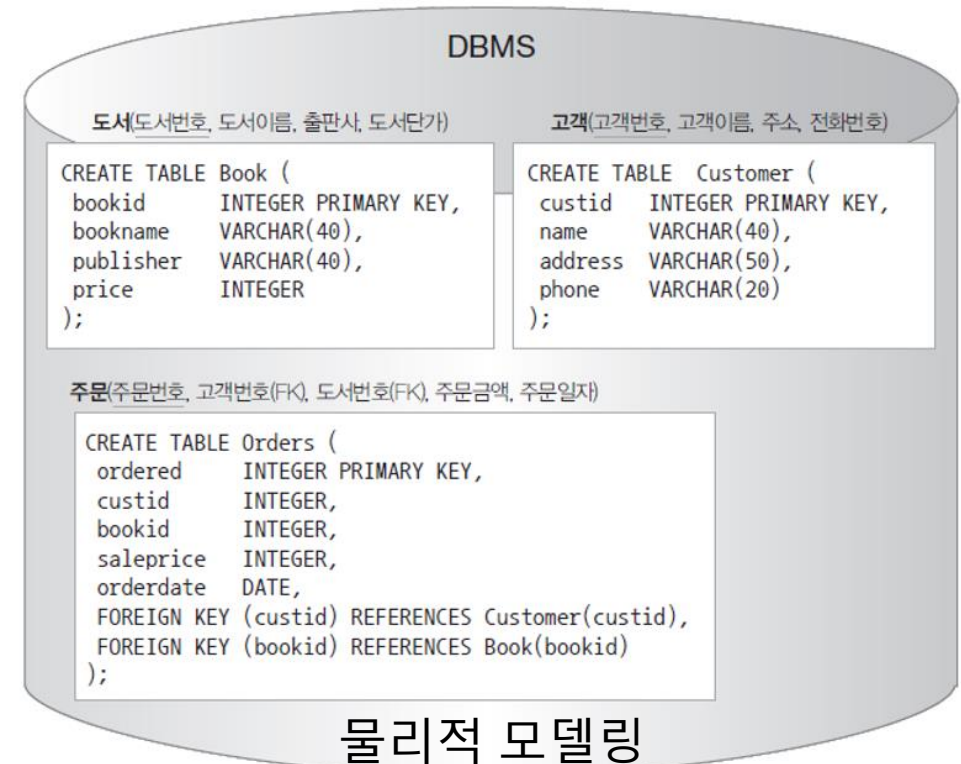 DBMS
도서(도서번호, 도서이름, 출판사, 도서단가)
CREATE TABLE Book (
bookid INTEGER PRIMARY KEY,
bookname VARCHAR(40),
publisher VARCHAR(40),
price INTEGER
);
고객(고객번호, 고객이름, 주소, 전화번호)
CREATE TABLE Customer (
custid INTEGER PRIMARY KEY,
name VARCHAR(40),
address VARCHAR(50),
phone VARCHAR(20)
);
주문(주문번호, 고객번호(FK), 도서번호(FK), 주문금액, 주문일자)
CREATE TABLE Orders (
ordered INTEGER PRIMARY KEY,
custid INTEGER,
bookid INTEGER,
saleprice INTEGER,
orderdate DATE,
FOREIGN KEY (custid) REFERENCES Customer(custid),
FOREIGN KEY (bookid) REFERENCES Book(bookid)
);
물리적 모델링